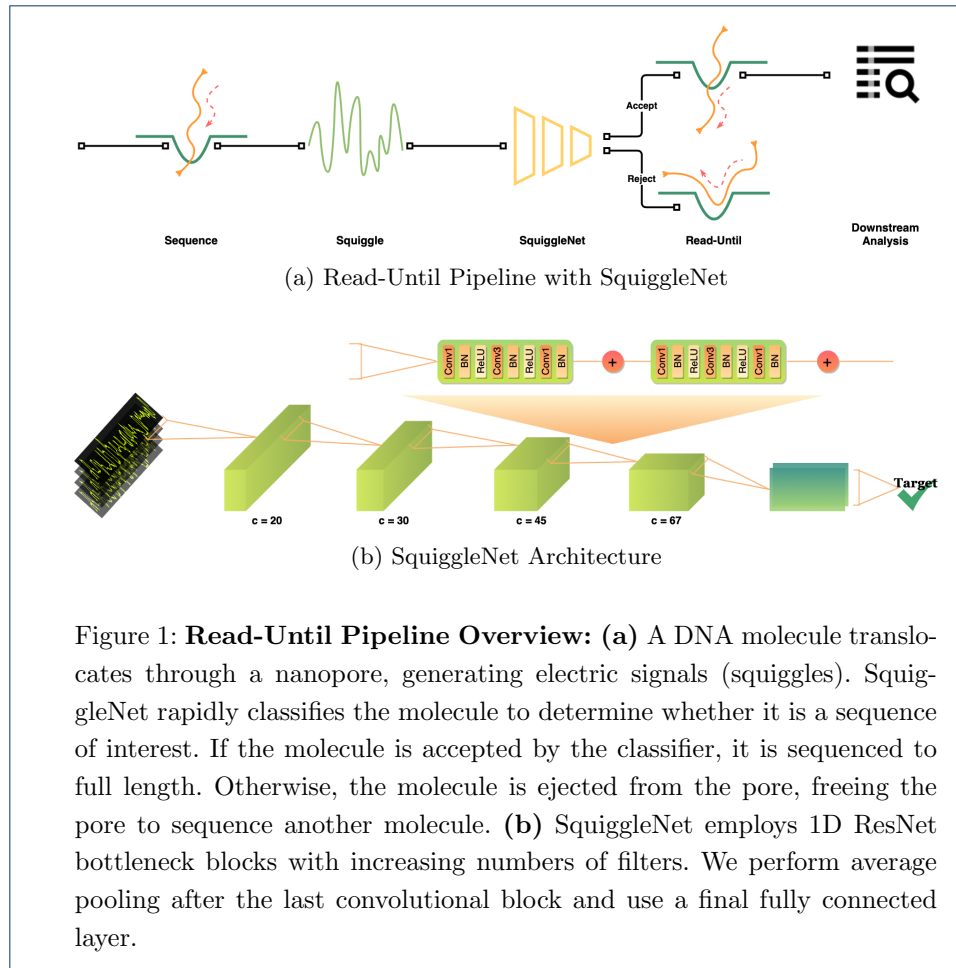 Accept
Reject
Sequence
Squiggle
SquiggleNet
Read-Until
Downstream
Analysis
(a) Read-Until Pipeline with SquiggleNet
Conv1
BN
ReLU
Conv3
BN
ReLU
Conv1
BN
+
Conv1
BN
ReLU
Conv3
BN
ReLU
Conv1
BN
+
Target
c = 20
c = 30
c = 45
c = 67
(b) SquiggleNet Architecture
Figure 1: Read-Until Pipeline Overview: (a) A DNA molecule translo-
cates through a nanopore, generating electric signals (squiggles). Squig-
gleNet rapidly classifies the molecule to determine whether it is a sequence
of interest. If the molecule is accepted by the classifier, it is sequenced to
full length. Otherwise, the molecule is ejected from the pore, freeing the
pore to sequence another molecule. (b) SquiggleNet employs 1D ResNet
bottleneck blocks with increasing numbers of filters. We perform average
pooling after the last convolutional block and use a final fully connected
layer.